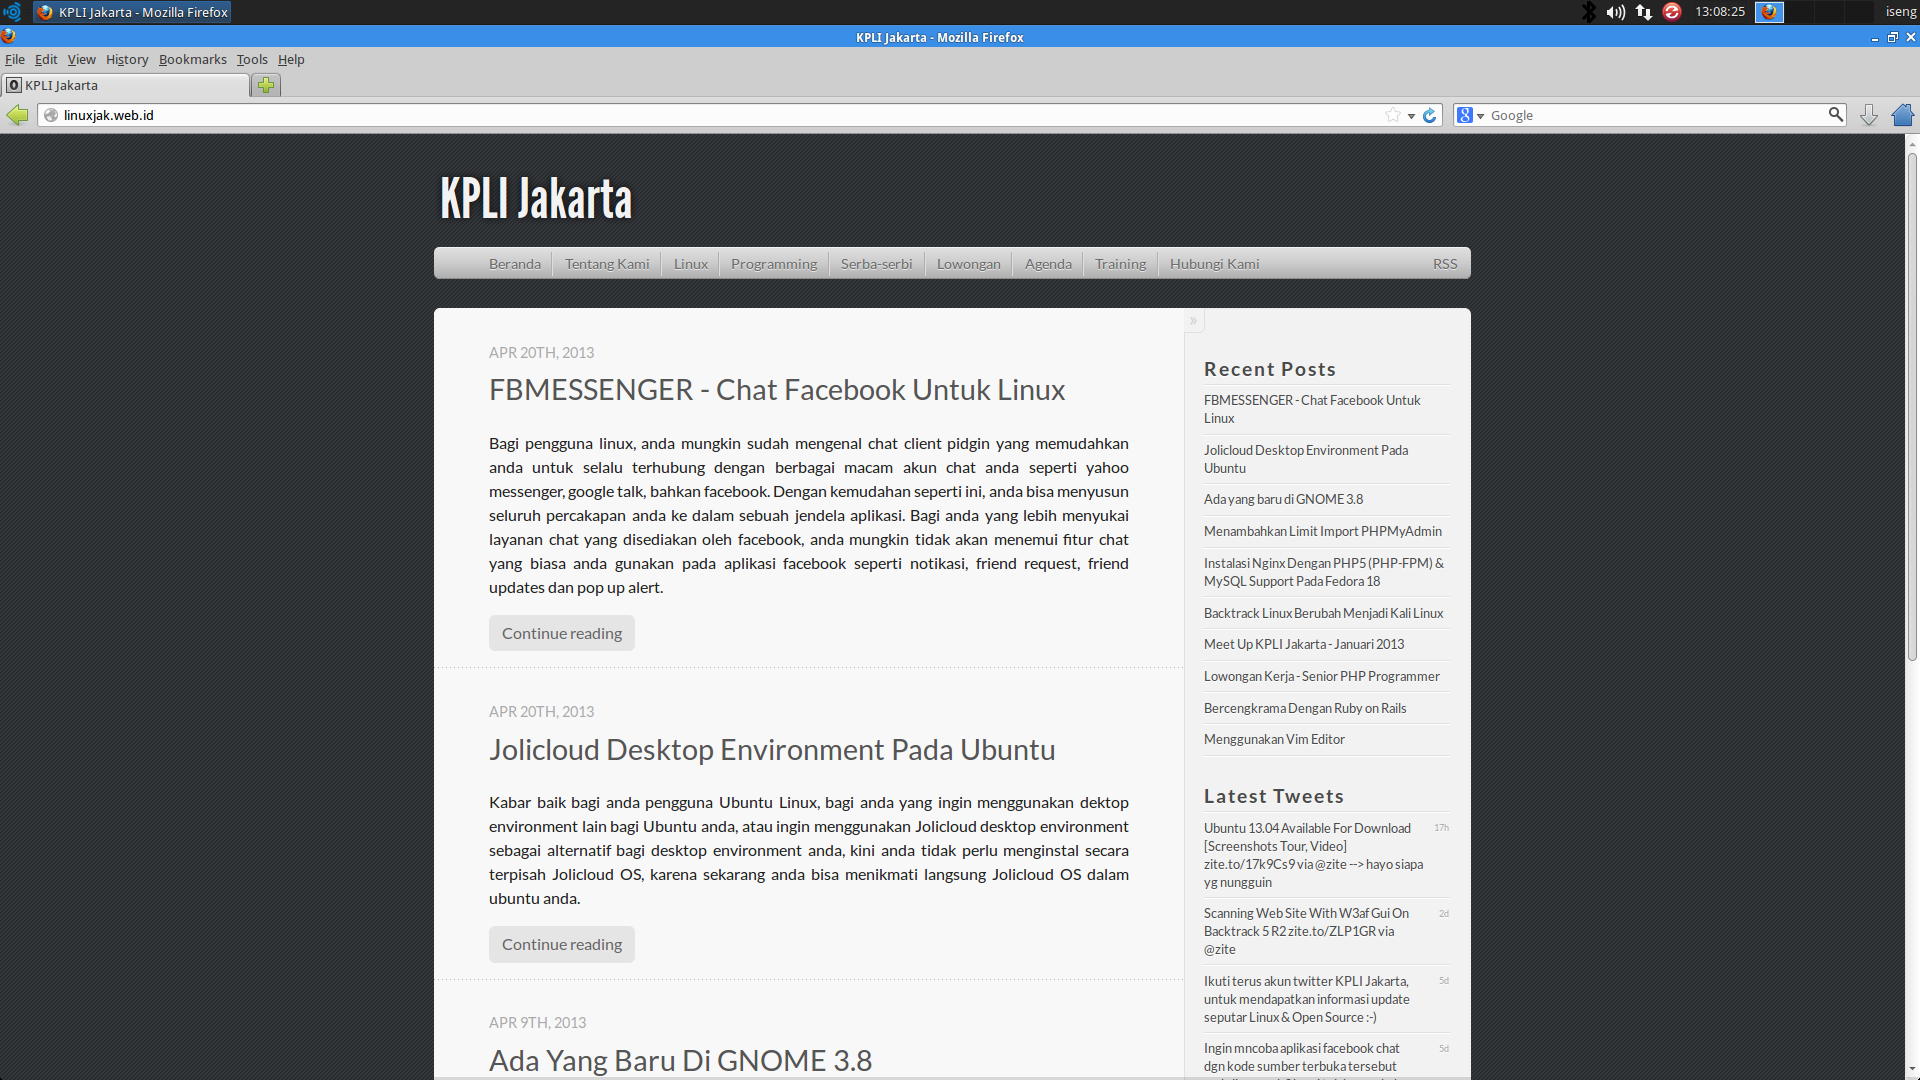 KPLI Jakarta - Mozilla Firefox
13:08:25
iseng
KPLI Jakarta - Mozilla Firefox
File Edit View History Bookmarks Tools Help
KPLI Jakarta
linuxjak.web.id
Google
KPLI Jakarta
Beranda Tentang Kami Linux Programming Serba-serbi Lowongan Agenda Training Hubungi Kami RSS
APR 20TH, 2013
FBMESSENGER - Chat Facebook Untuk Linux
Bagi pengguna linux, anda mungkin sudah mengenal chat client pidgin yang memudahkan
anda untuk selalu terhubung dengan berbagai macam akun chat anda seperti yahoo
messenger, google talk, bahkan facebook. Dengan kemudahan seperti ini, anda bisa menyusun
seluruh percakapan anda ke dalam sebuah jendela aplikasi. Bagi anda yang lebih menyukai
layanan chat yang disediakan oleh facebook, anda mungkin tidak akan menemui fitur chat
yang biasa anda gunakan pada aplikasi facebook seperti notikasi, friend request, friend
updates dan pop up alert.
Continue reading
APR 20TH, 2013
Jolicloud Desktop Environment Pada Ubuntu
Kabar baik bagi anda pengguna Ubuntu Linux, bagi anda yang ingin menggunakan dektop
environment lain bagi Ubuntu anda, atau ingin menggunakan Jolicloud desktop environment
sebagai alternatif bagi desktop environment anda, kini anda tidak perlu menginstal secara
terpisah Jolicloud OS, karena sekarang anda bisa menikmati langsung Jolicloud OS dalam
ubuntu anda.
Continue reading
APR 9TH, 2013
Ada Yang Baru Di GNOME 3.8
»
Recent Posts
FBMESSENGER - Chat Facebook Untuk
Linux
Jolicloud Desktop Environment Pada
Ubuntu
Ada yang baru di GNOME 3.8
Menambahkan Limit Import PHPMyAdmin
Instalasi Nginx Dengan PHP5 (PHP-FPM) &
MySQL Support Pada Fedora 18
Backtrack Linux Berubah Menjadi Kali Linux
Meet Up KPLI Jakarta - Januari 2013
Lowongan Kerja - Senior PHP Programmer
Bercengkrama Dengan Ruby on Rails
Menggunakan Vim Editor
Latest Tweets
Ubuntu 13.04 Available For Download 17h
[Screenshots Tour, Video]
zite.to/17k9Cs9 via @zite --> hayo siapa
yg nungguin
Scanning Web Site With W3af Gui On 2d
Backtrack 5 R2 zite.to/ZLP1GR via
@zite
Ikuti terus akun twitter KPLI Jakarta, 5d
untuk mendapatkan informasi update
seputar Linux & Open Source :-)
Ingin mncoba aplikasi facebook chat 5d
dgn kode sumber terbuka tersebut